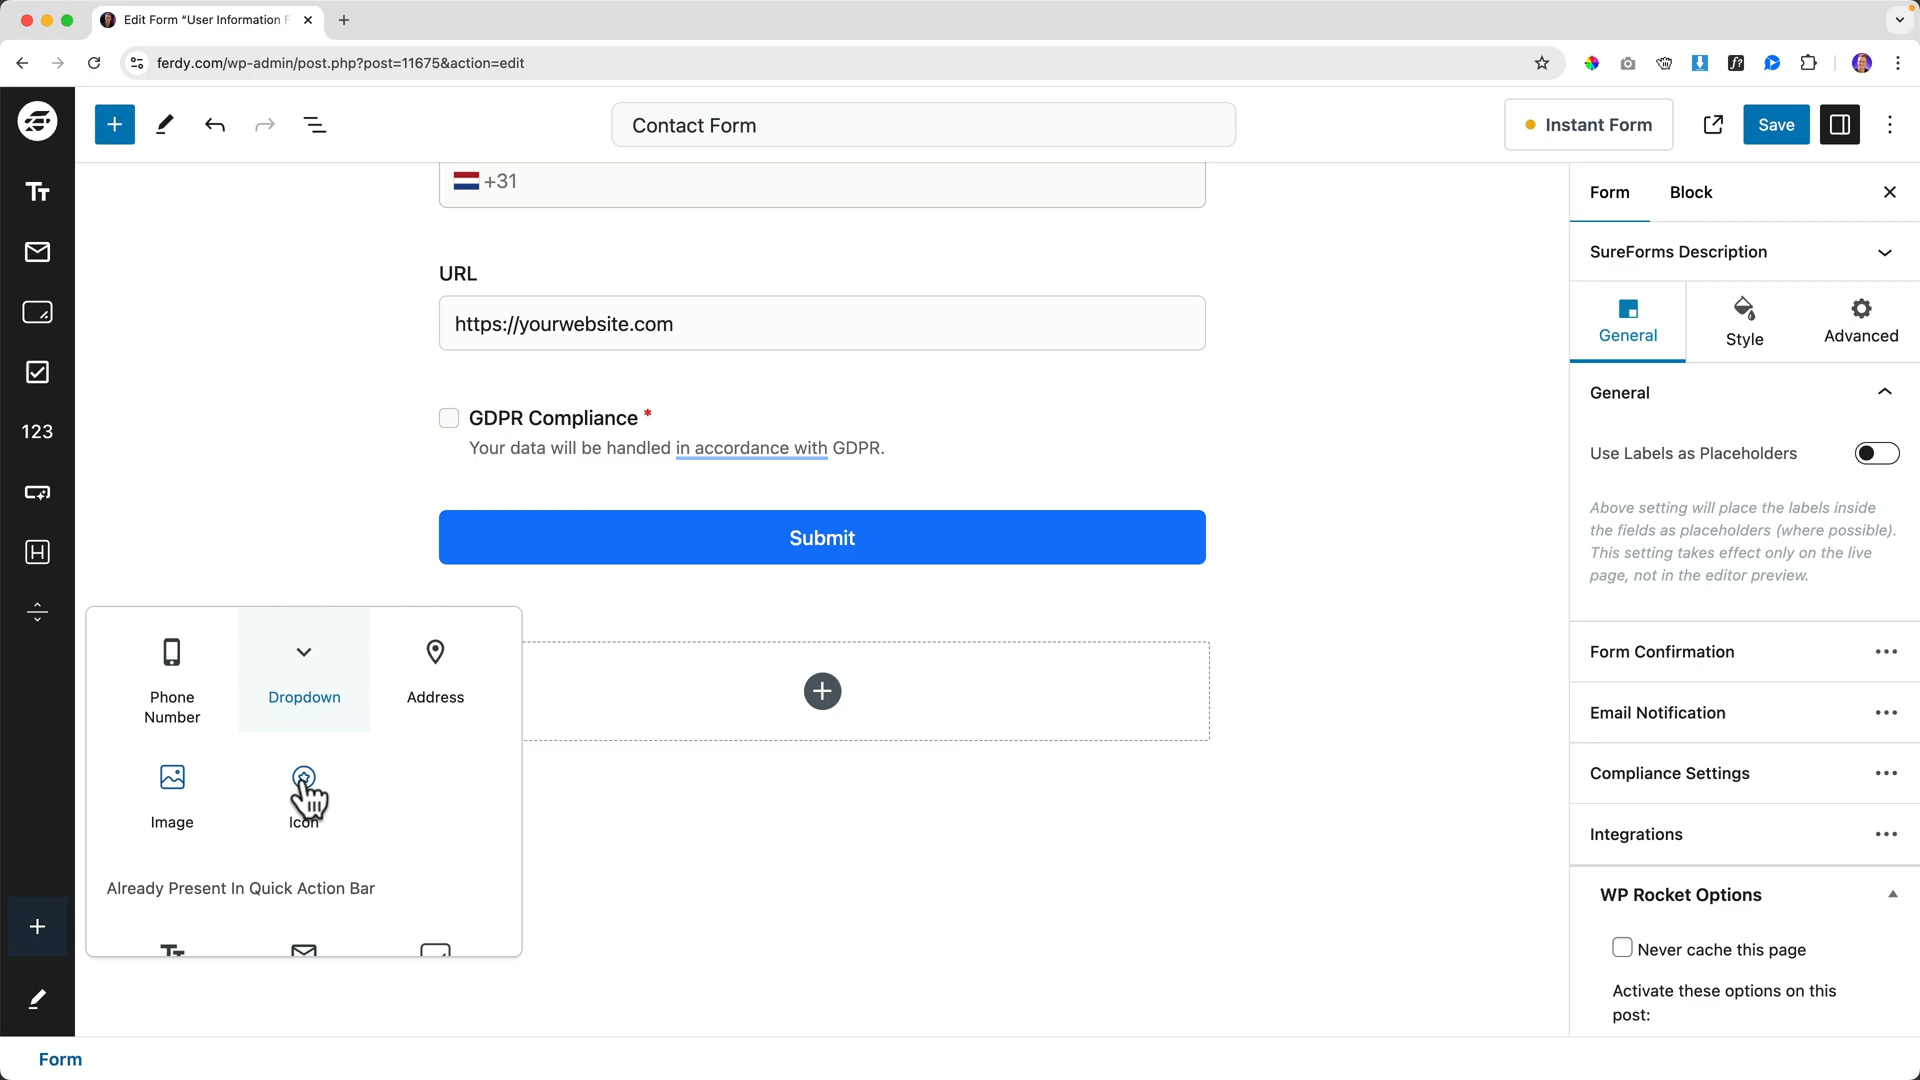 Edit Form "User Information F
ferdy.com/wp-admin/post.php?post=11675&action=edit
Contact Form
Instant Form
Save
+31
URL
https://yourwebsite.com
GDPR Compliance *
Your data will be handled in accordance with GDPR.
Submit
123
Phone
Number
Dropdown
Address
Image
Icon
Already Present In Quick Action Bar
Form
Block
SureForms Description
General
Style
Advanced
General
Use Labels as Placeholders
Above setting will place the labels inside
the fields as placeholders (where possible).
This setting takes effect only on the live
page, not in the editor preview.
Form Confirmation
Email Notification
Compliance Settings
Integrations
WP Rocket Options
Never cache this page
Activate these options on this
post:
Form